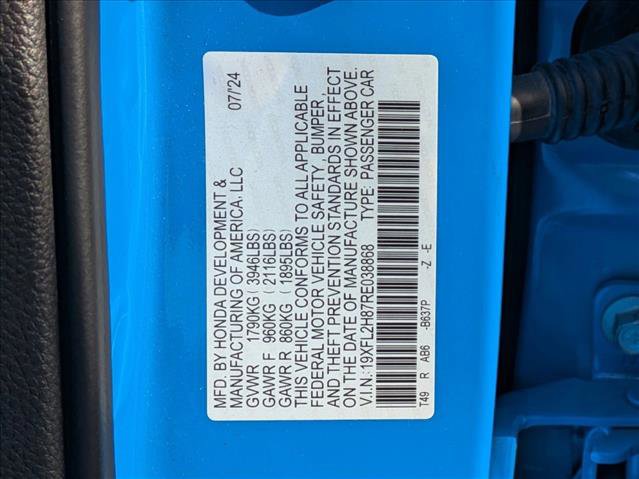 MFD. BY HONDA DEVELOPMENT & 07/'24
MANUFACTURING OF AMERICA, LLC
GVWR 1790KG ( 3946LBS)
GAWR F 960KG ( 2116LBS)
GAWR R 860KG ( 1895LBS)
THIS VEHICLE CONFORMS TO ALL APPLICABLE
FEDERAL MOTOR VEHICLE SAFETY, BUMPER,
AND THEFT PREVENTION STANDARDS IN EFFECT
ON THE DATE OF MANUFACTURE SHOWN ABOVE.
V.I.N.:19XFL2H87RE038868 TYPE: PASSENGER CAR
T49 R AB6 -B637P -Z -E